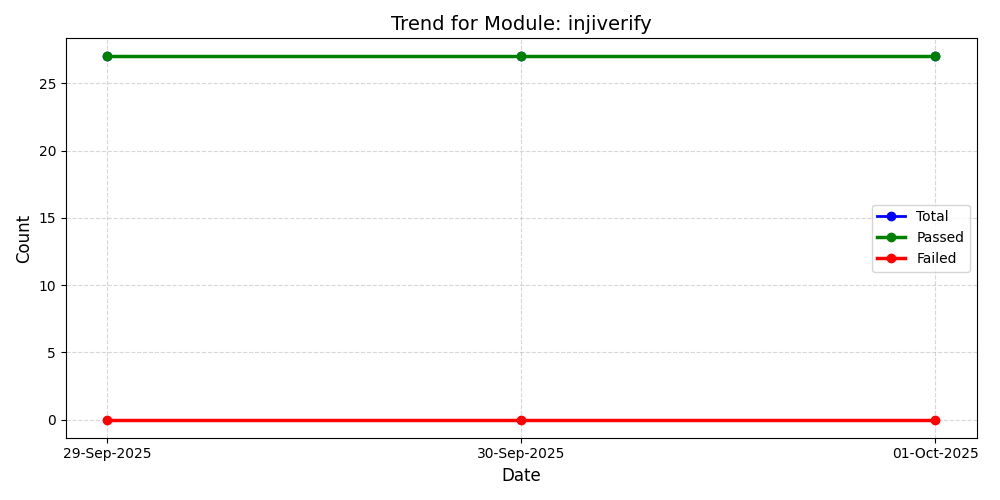 Trend for Module: injiverify
Count
25
20
15
10
5
0
Total
Passed
Failed
29-Sep-2025
30-Sep-2025
01-Oct-2025
Date